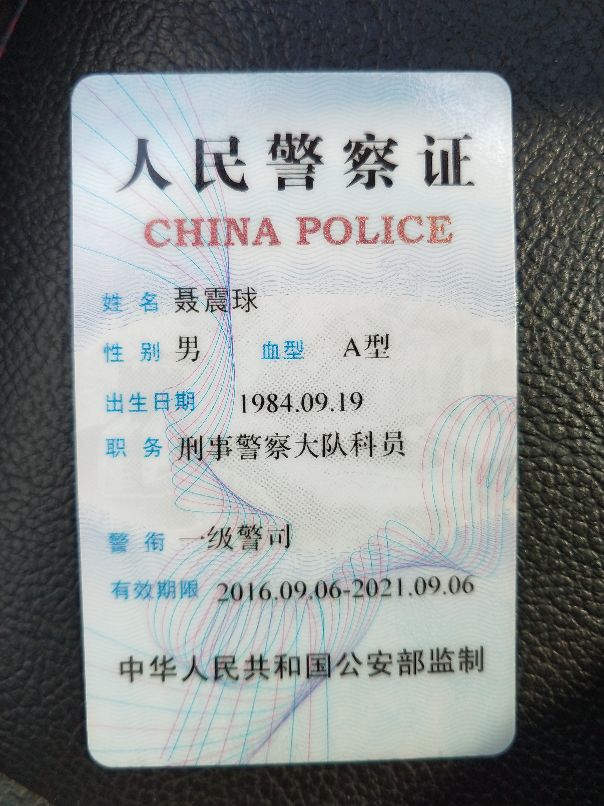 人民警察证
CHINA POLICE
姓名 聂震球
性别 男 血型 A型
出生日期 1984.09.19
职务 刑事警察大队科员
警衔 一级警司
有效期限 2016.09.06-2021.09.06
中华人民共和国公安部监制